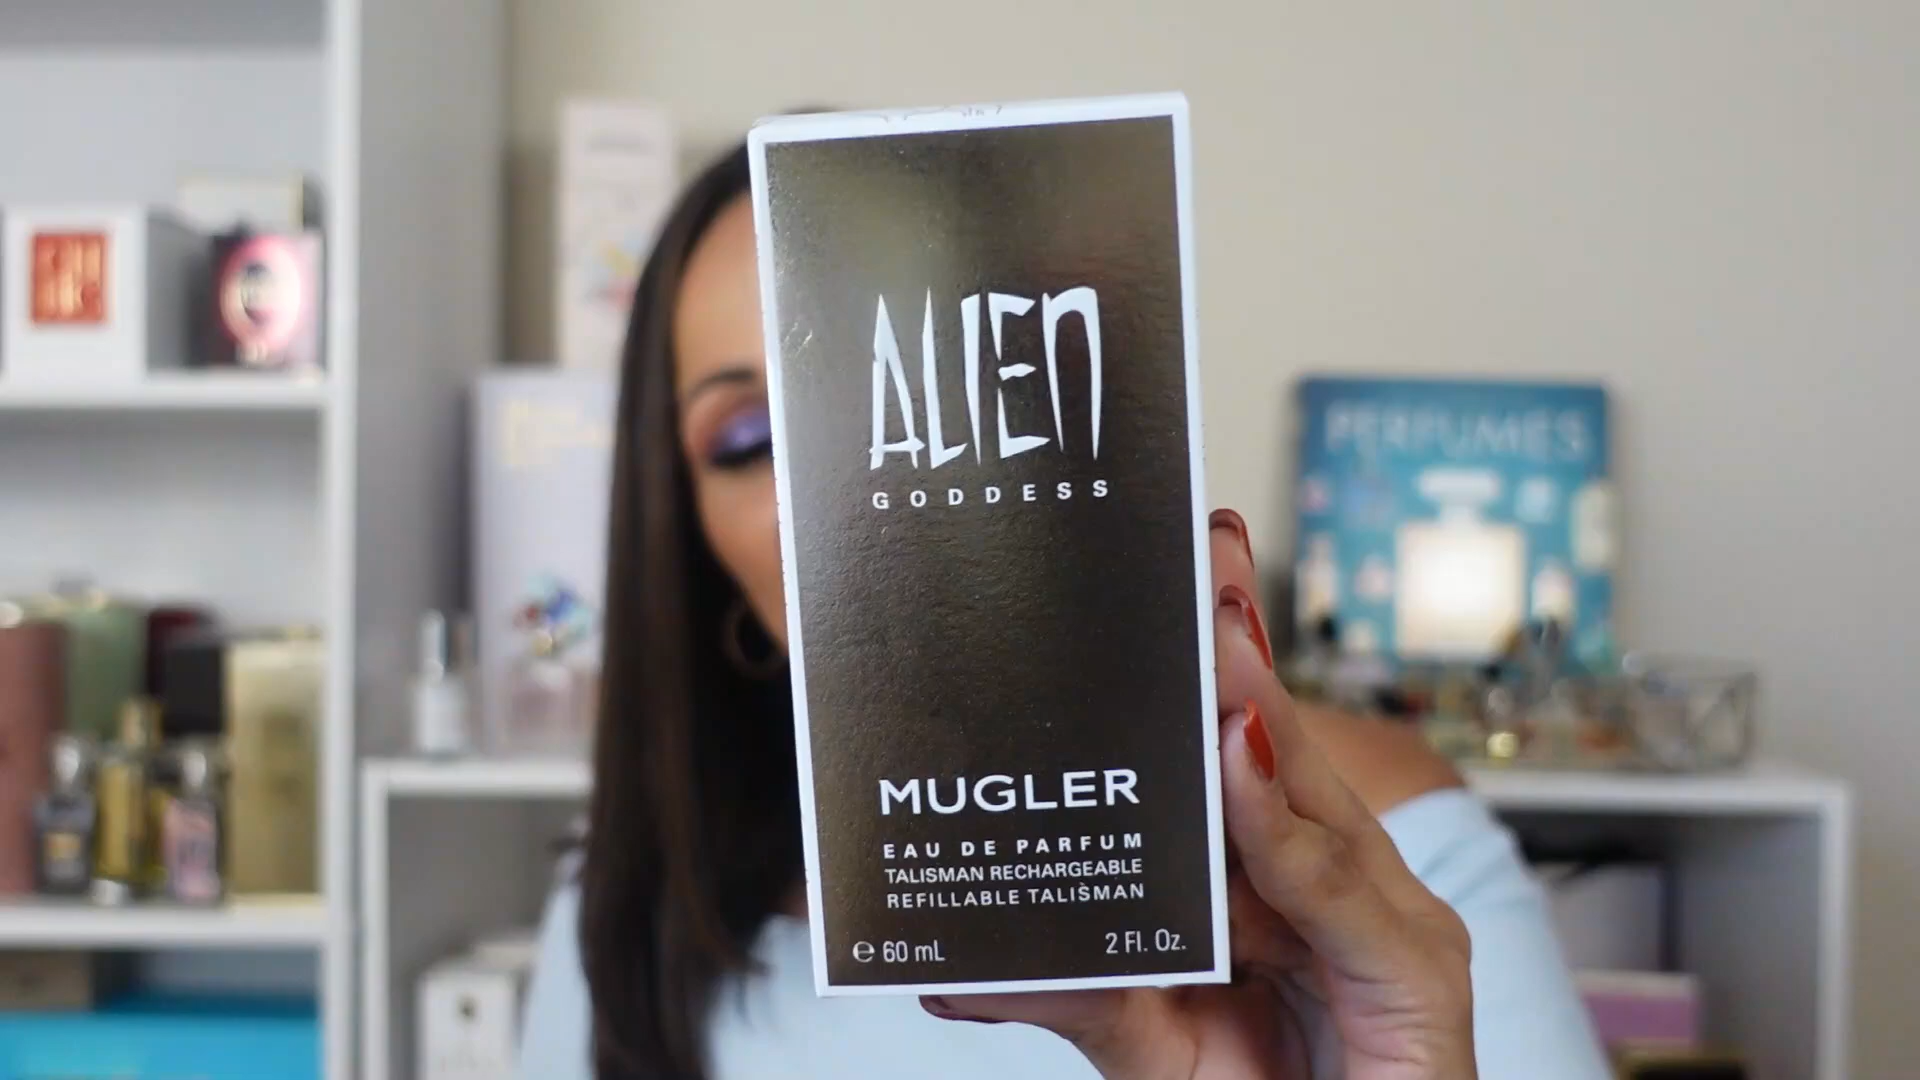 ALIEN
GODDESS
MUGLER
EAU DE PARFUM
TALISMAN RECHARGEABLE
REFILLABLE TALISMAN
℮ 60 mL
2 Fl. Oz.
PERFUMES